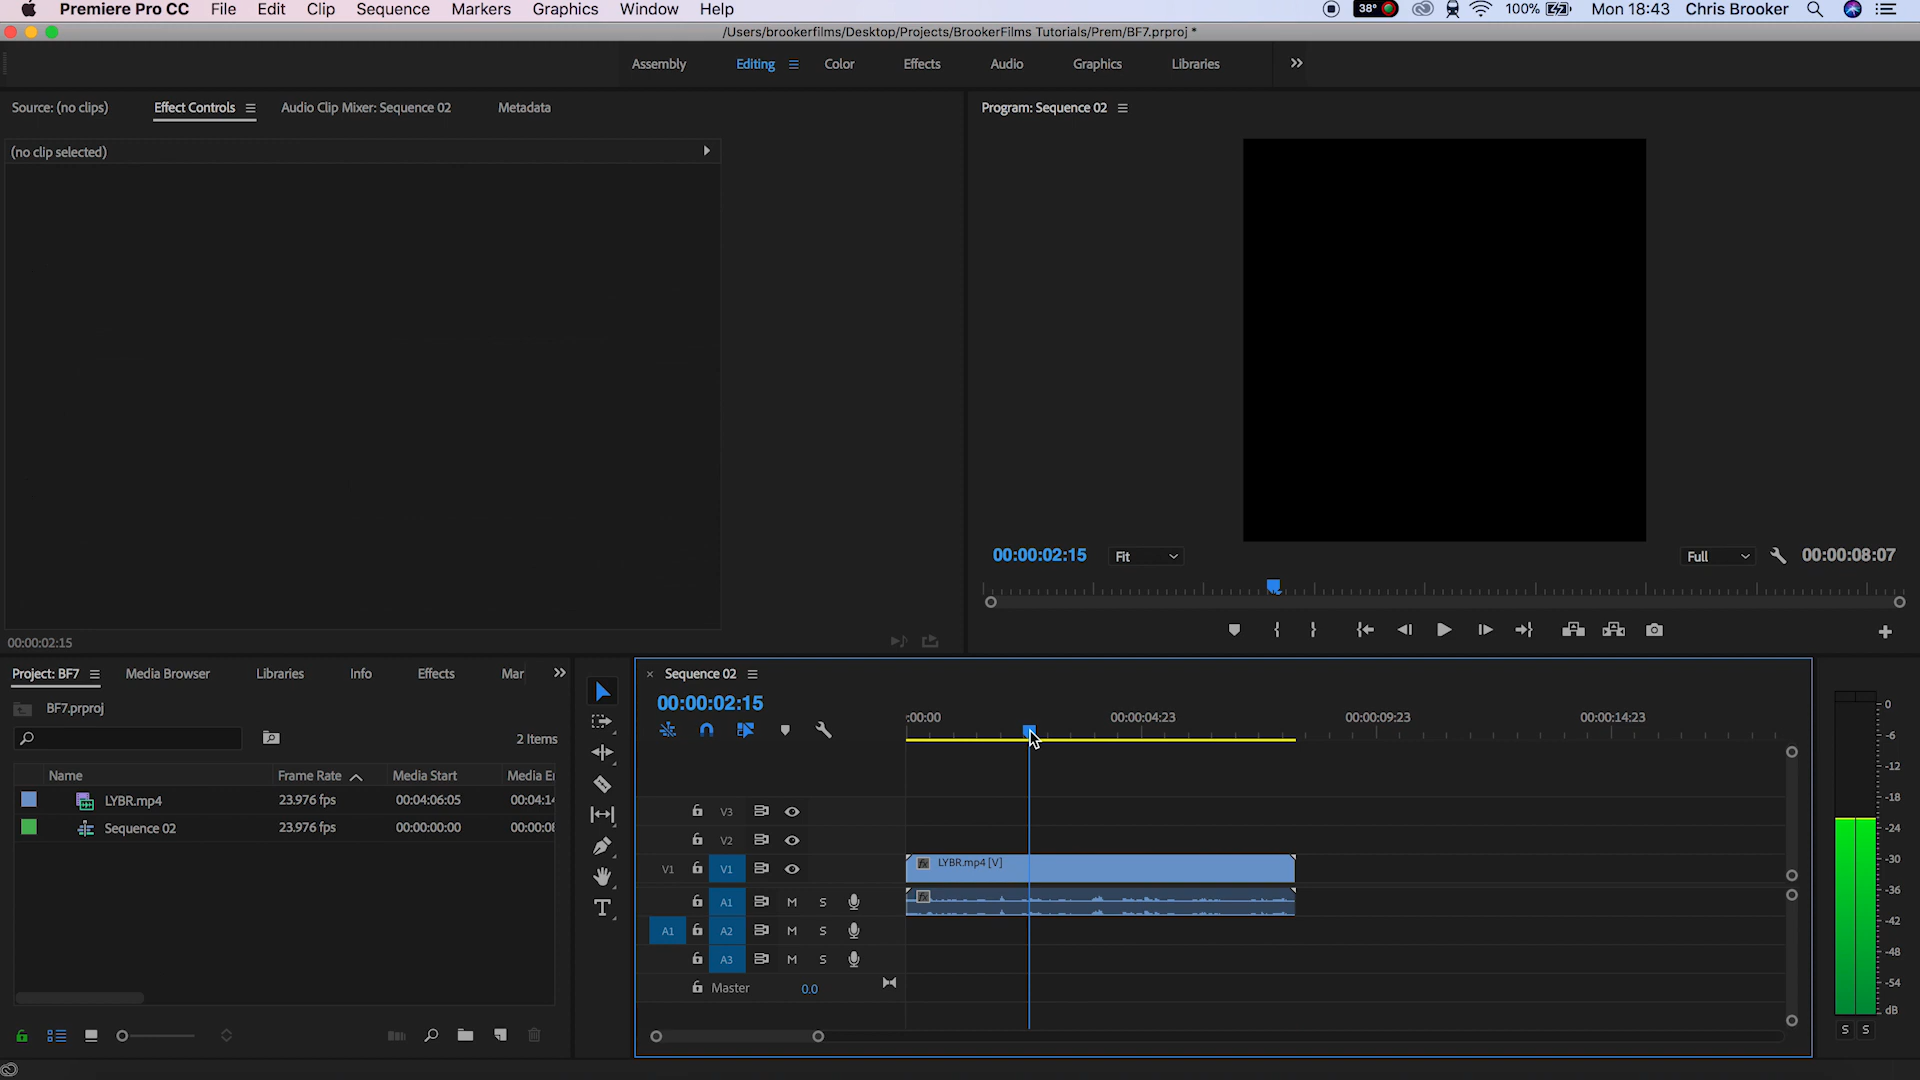 Premiere Pro CC File Edit Clip Sequence Markers Graphics Window Help 38° 100% Mon 18:43 Chris Brooker
/Users/brookerfilms/Desktop/Projects/BrookerFilms Tutorials/Prem/BF7.prproj *
Assembly Editing Color Effects Audio Graphics Libraries
Source: (no clips) Effect Controls Audio Clip Mixer: Sequence 02 Metadata
Program: Sequence 02
(no clip selected)
00:00:02:15 Fit Full 00:00:08:07
00:00:02:15
Project: BF7 Media Browser Libraries Info Effects Mar
BF7.prproj
2 Items
Name Frame Rate Media Start Media E
LYBR.mp4 23.976 fps 00:04:06:05 00:04:14
Sequence 02 23.976 fps 00:00:00:00 00:00:08
Sequence 02
00:00:02:15
:00:00 00:00:04:23 00:00:09:23 00:00:14:23
V3
V2
V1 V1 fx LYBR.mp4 [V]
A1 M S fx
A1 A2 M S
A3 M S
Master 0.0
0
-6
-12
-18
-24
-30
-36
-42
-48
-54
dB
S S